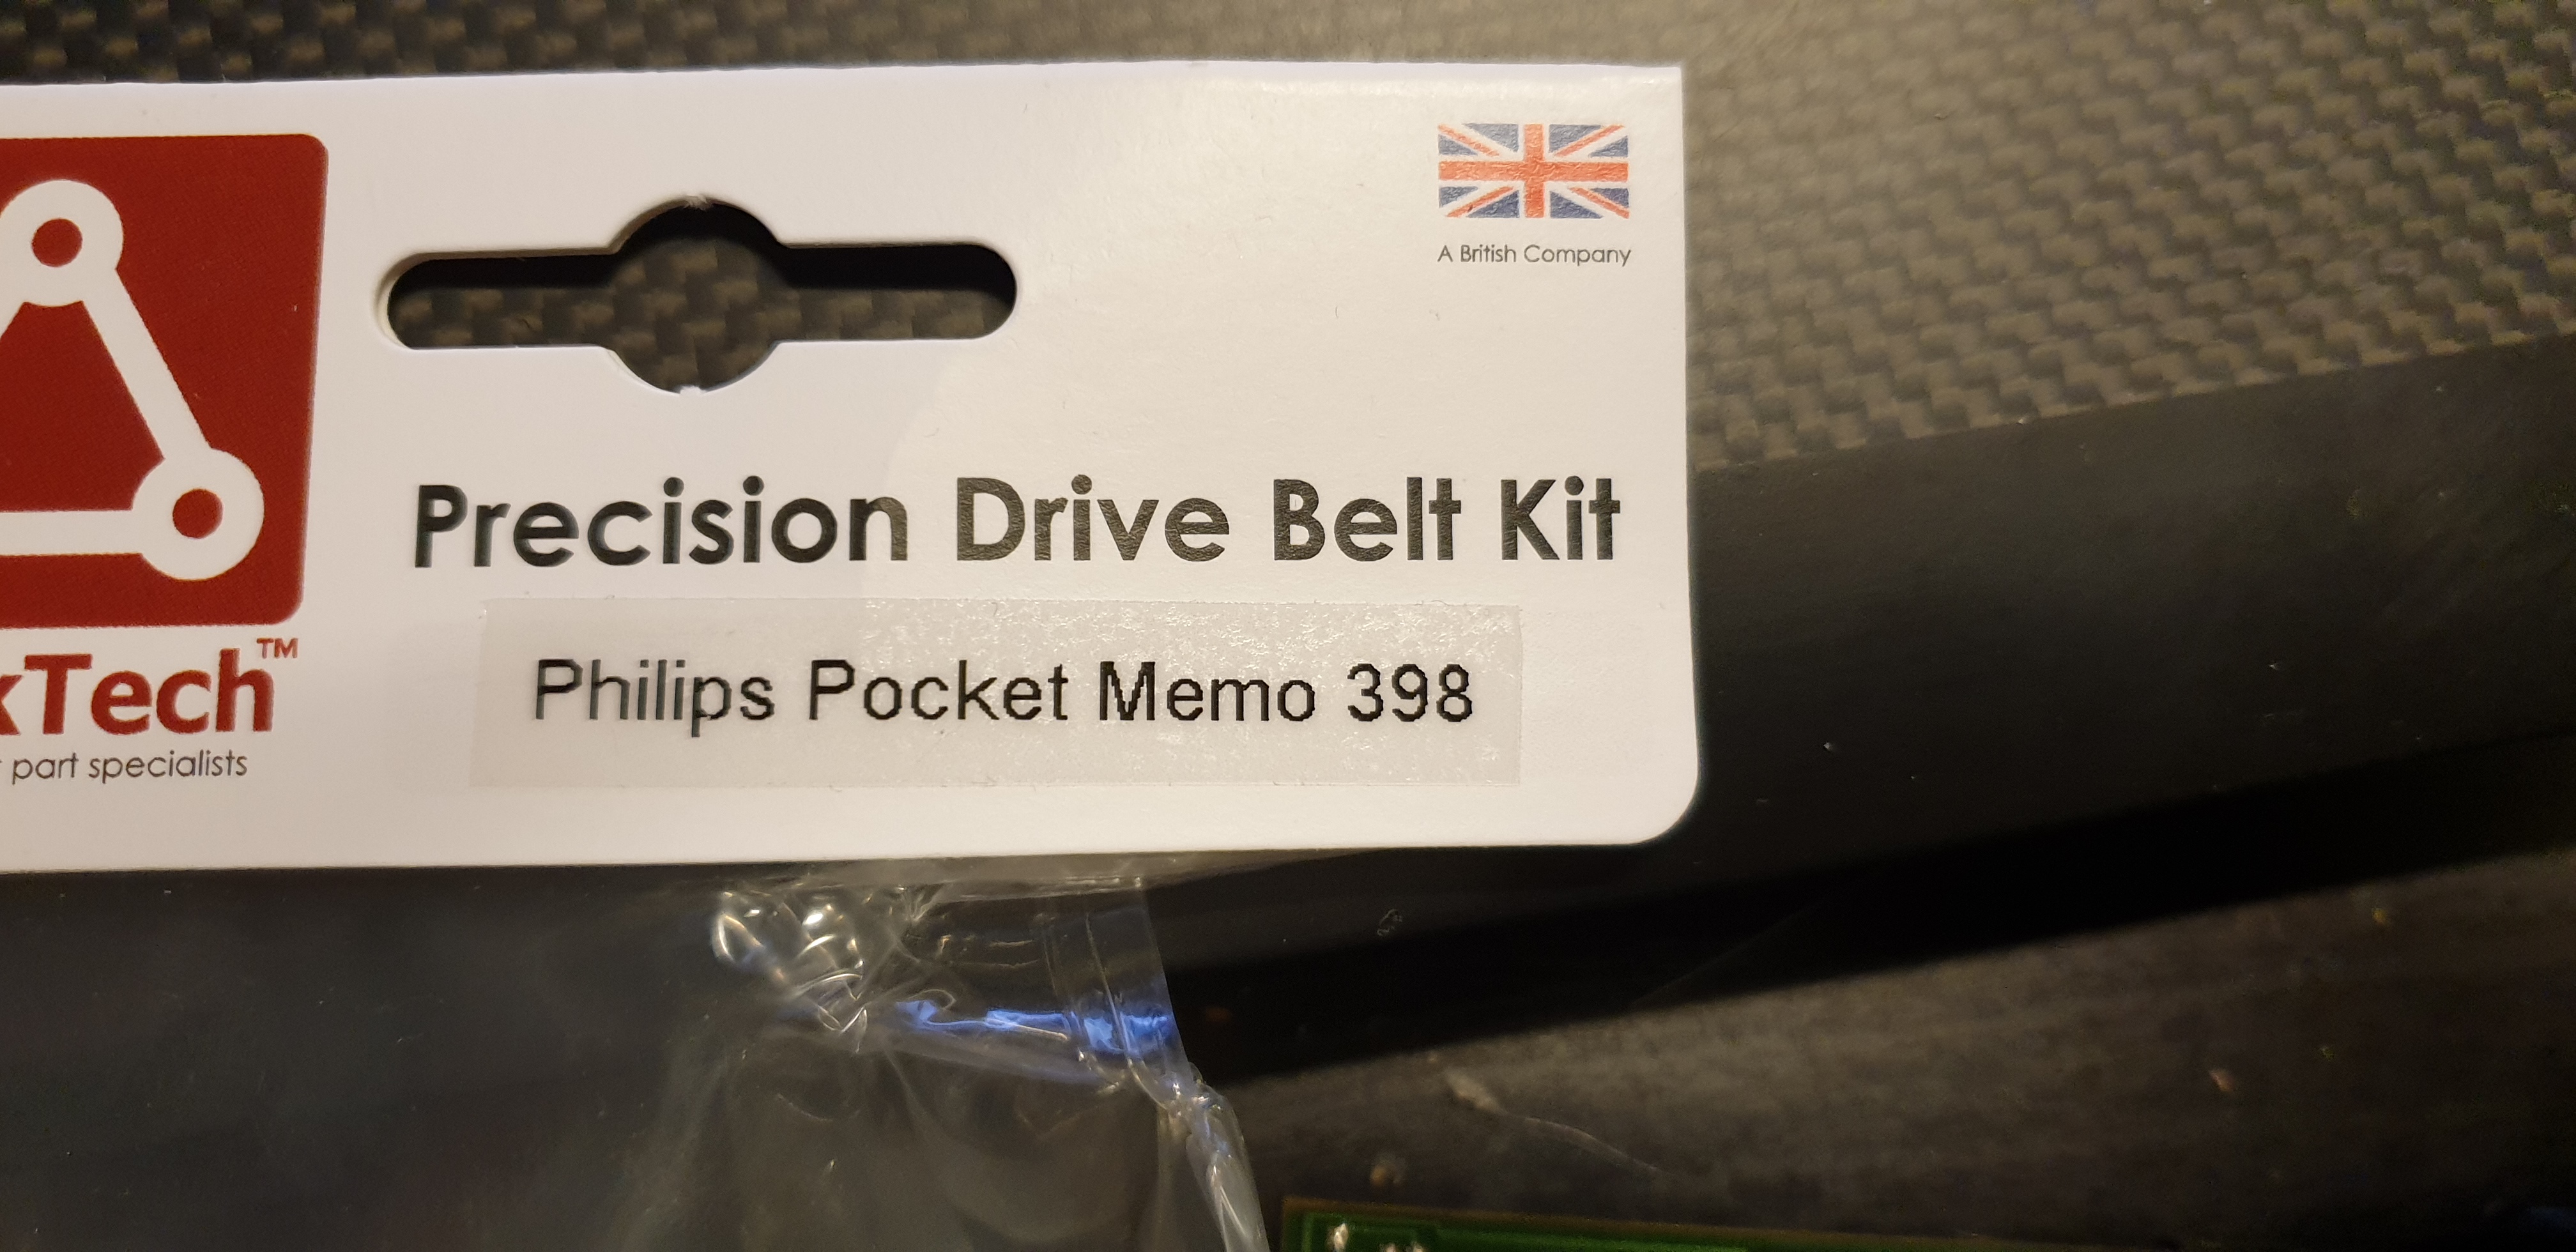 A British Company
Precision Drive Belt Kit
Philips Pocket Memo 398
xTech™
part specialists